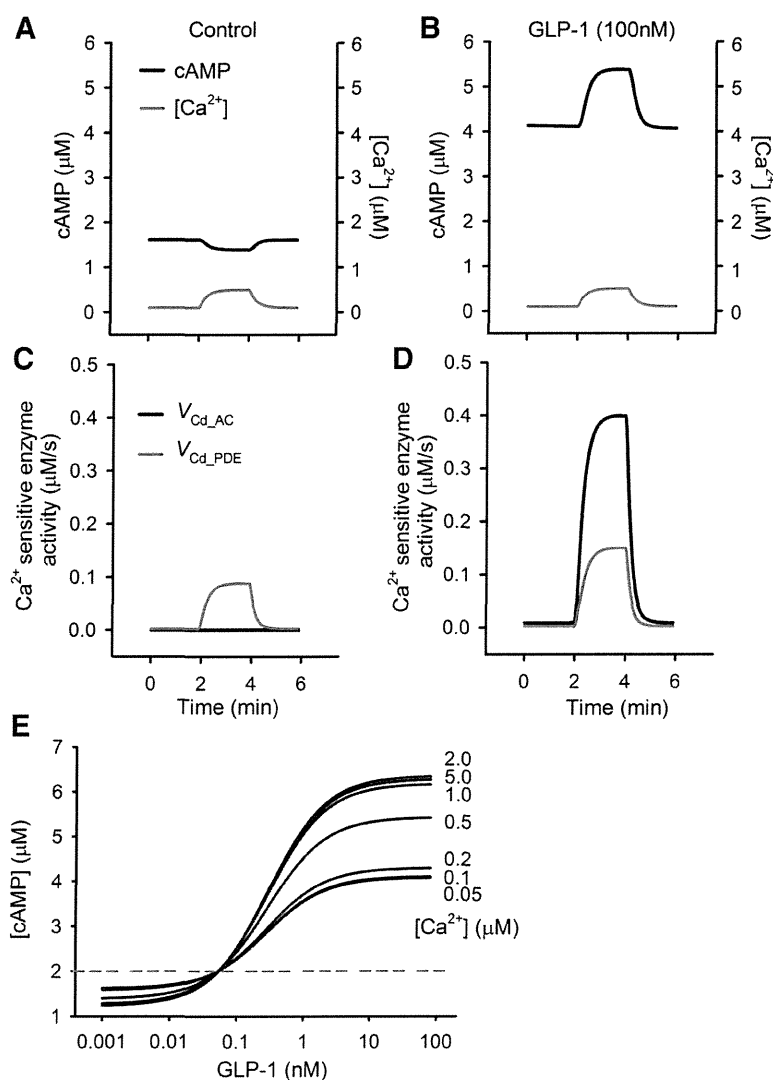 A
Control
B
GLP-1 (100nM)
6
5
4
3
2
1
0
cAMP (μM)
cAMP
[Ca²⁺]
6
5
4
3
2
1
0
[Ca²⁺] (μM)
6
5
4
3
2
1
0
cAMP (μM)
6
5
4
3
2
1
0
[Ca²⁺] (μM)
C
0.5
0.4
0.3
0.2
0.1
0.0
Ca²⁺ sensitive enzyme
activity (μM/s)
V Cd_AC
V Cd_PDE
0 2 4 6
Time (min)
D
0.5
0.4
0.3
0.2
0.1
0.0
Ca²⁺ sensitive enzyme
activity (μM/s)
0 2 4 6
Time (min)
E
7
6
5
4
3
2
1
[cAMP] (μM)
2.0
5.0
1.0
0.5
0.2
0.1
0.05
[Ca²⁺] (μM)
0.001 0.01 0.1 1 10 100
GLP-1 (nM)